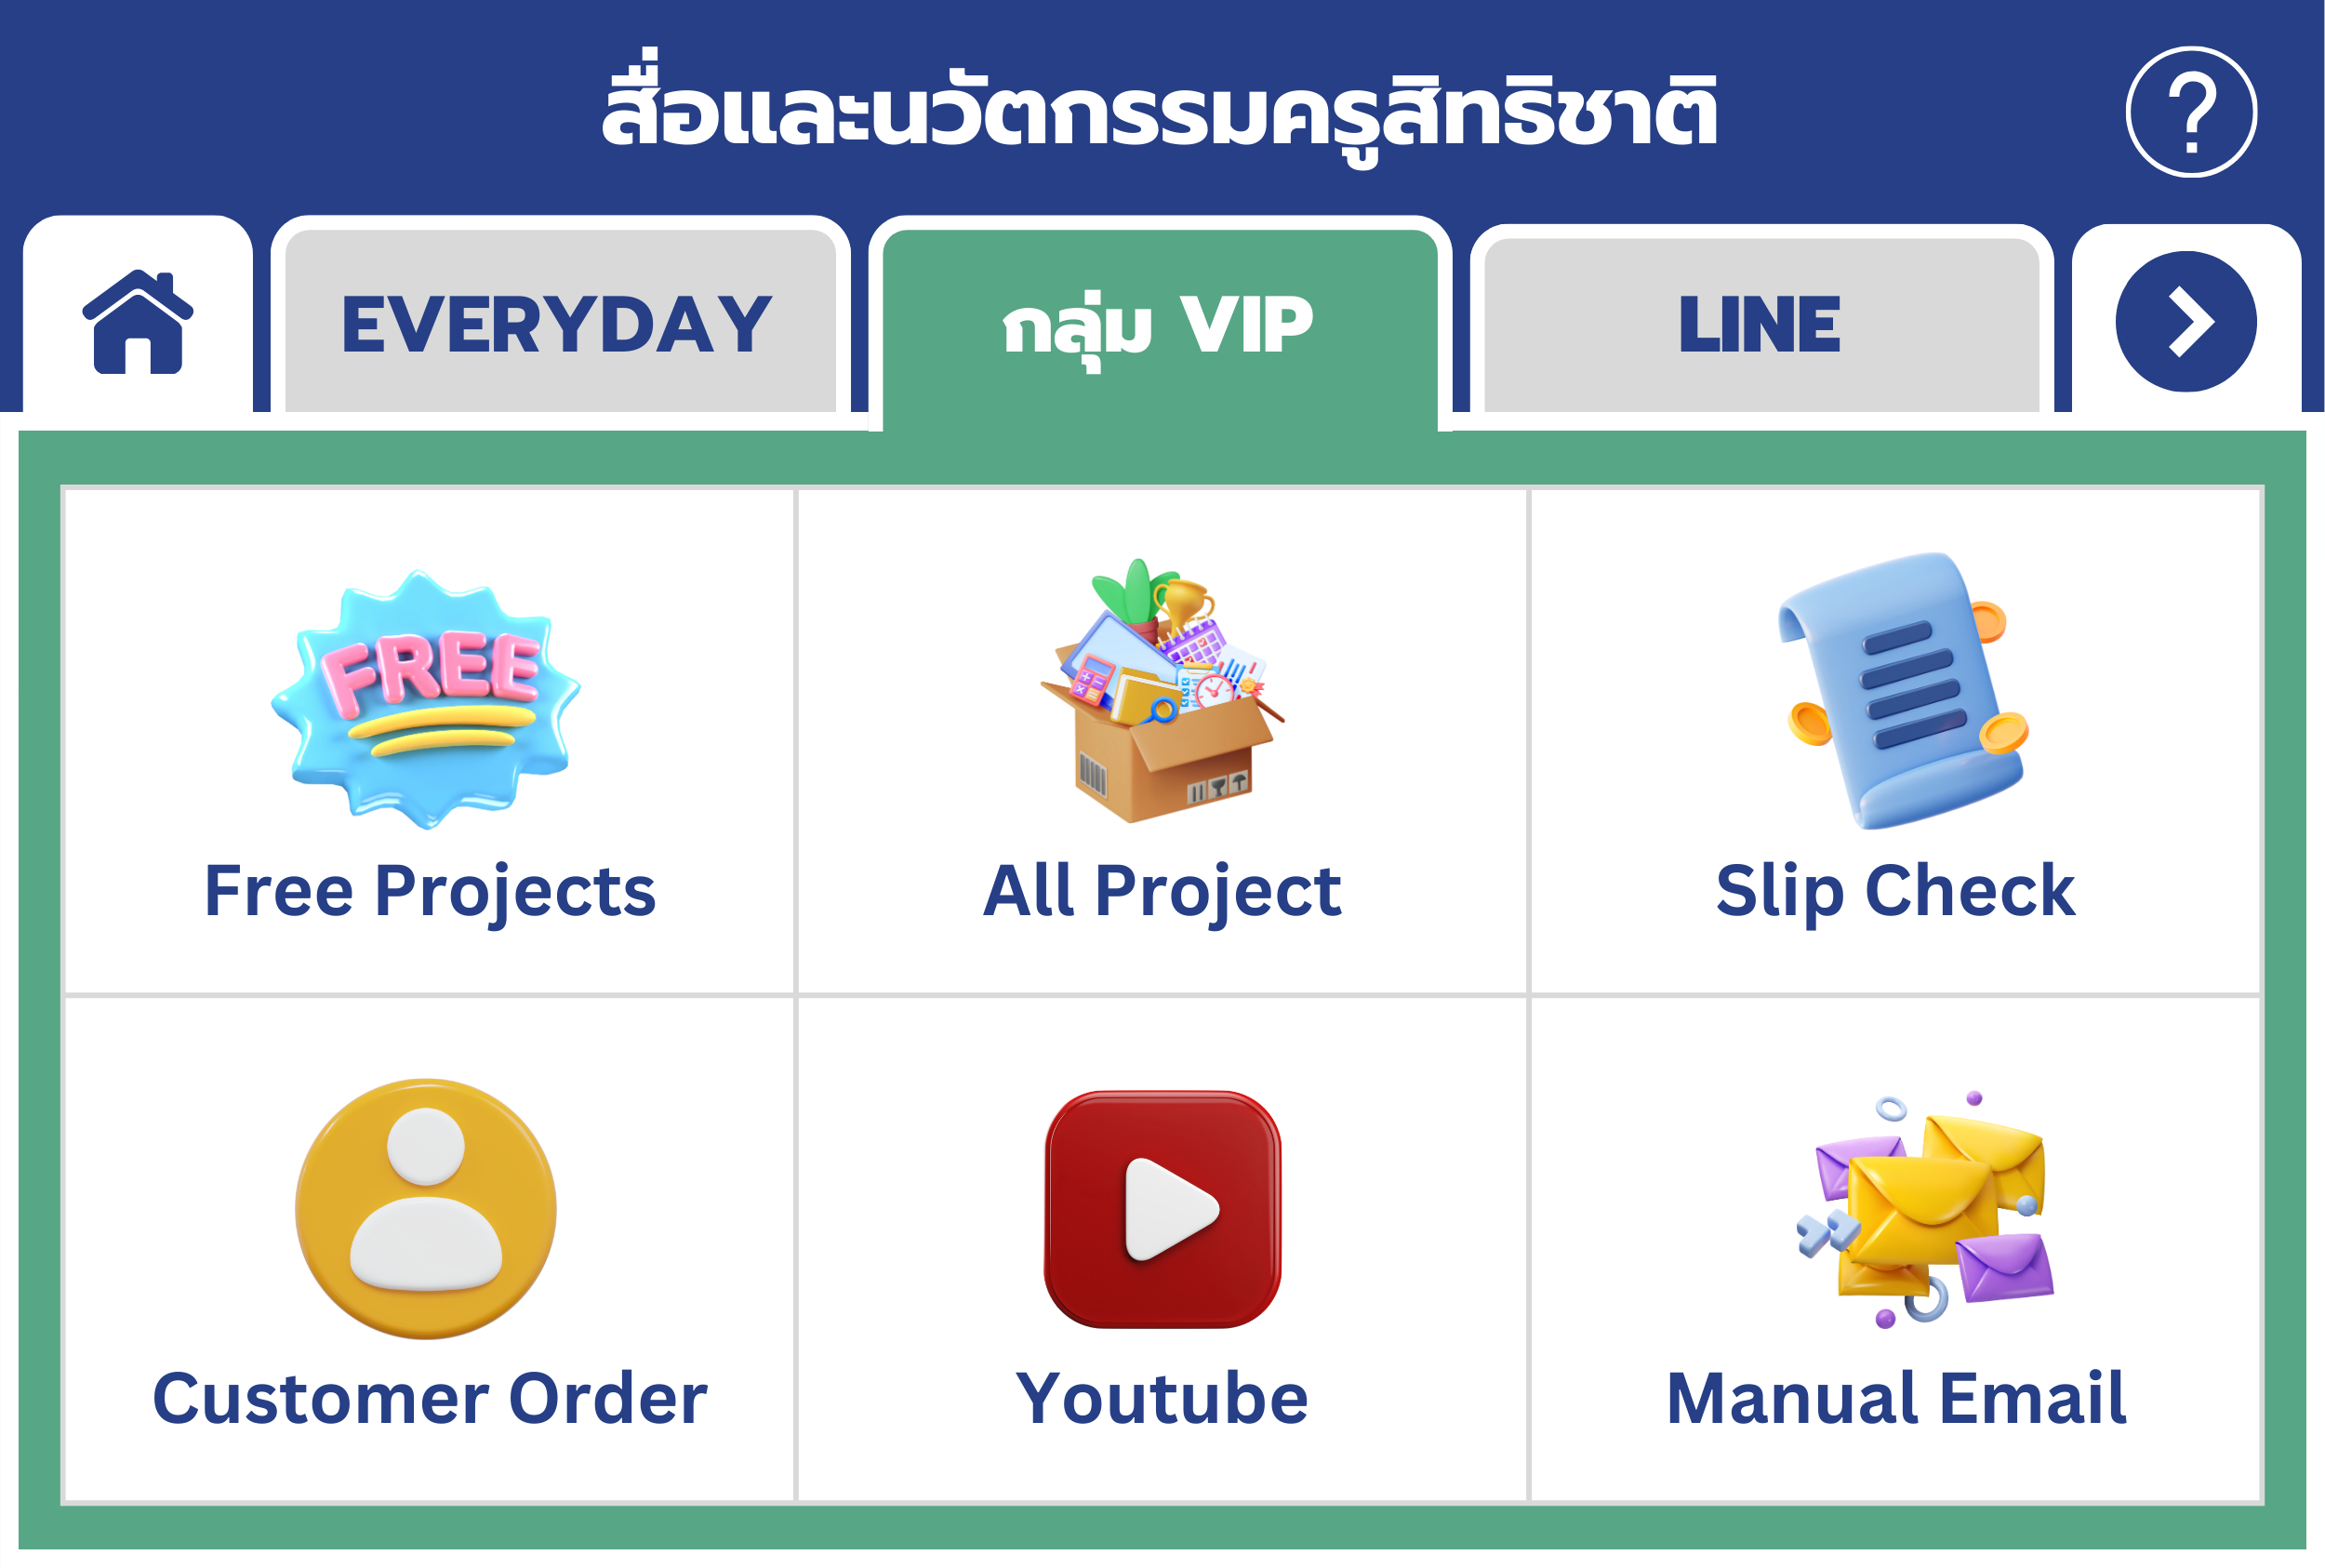 สื่อและนวัตกรรมครูสิทธิชาติ
?
EVERYDAY
กลุ่ม VIP
LINE
FREE
Free Projects
All Project
Slip Check
Customer Order
Youtube
Manual Email